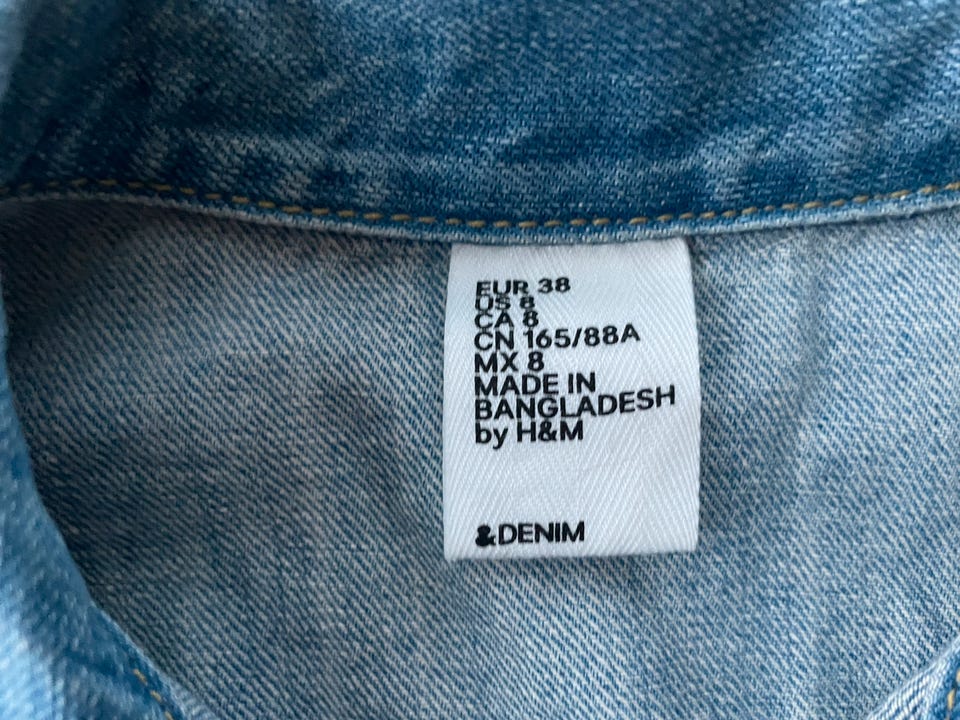 EUR 38
US 8
CA 8
CN 165/88A
MX 8
MADE IN
BANGLADESH
by H&M
&DENIM